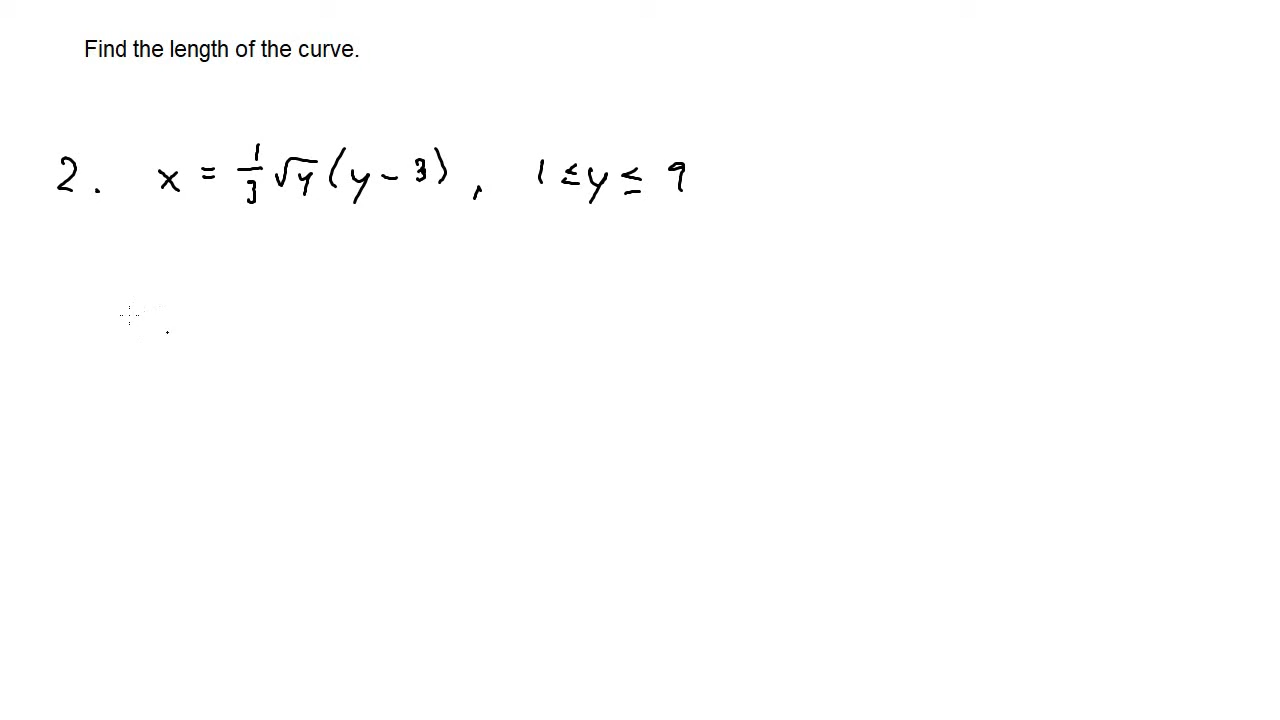 Find the length of the curve.
2. x = 1/3 √y (y - 3), 1 ≤ y ≤ 9